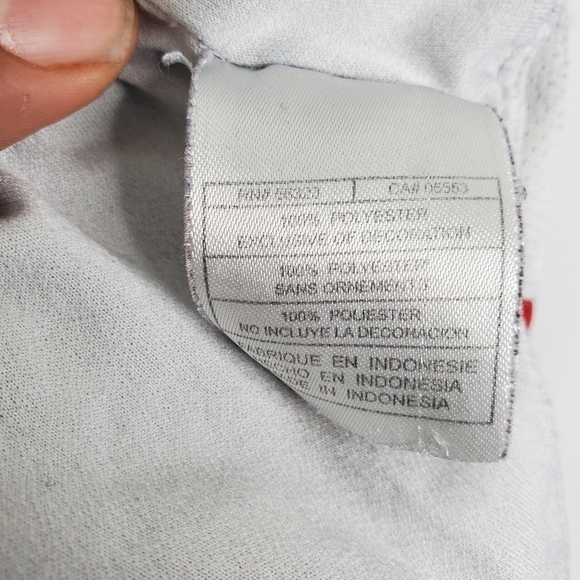 RN# 56323 CA# 05553
100% POLYESTER
EXCLUSIVE OF DECORATION
100% POLYESTER
SANS ORNEMENTS
100% POLIESTER
NO INCLUYE LA DECORACION
FABRIQUE EN INDONESIE
HECHO EN INDONESIA
MADE IN INDONESIA